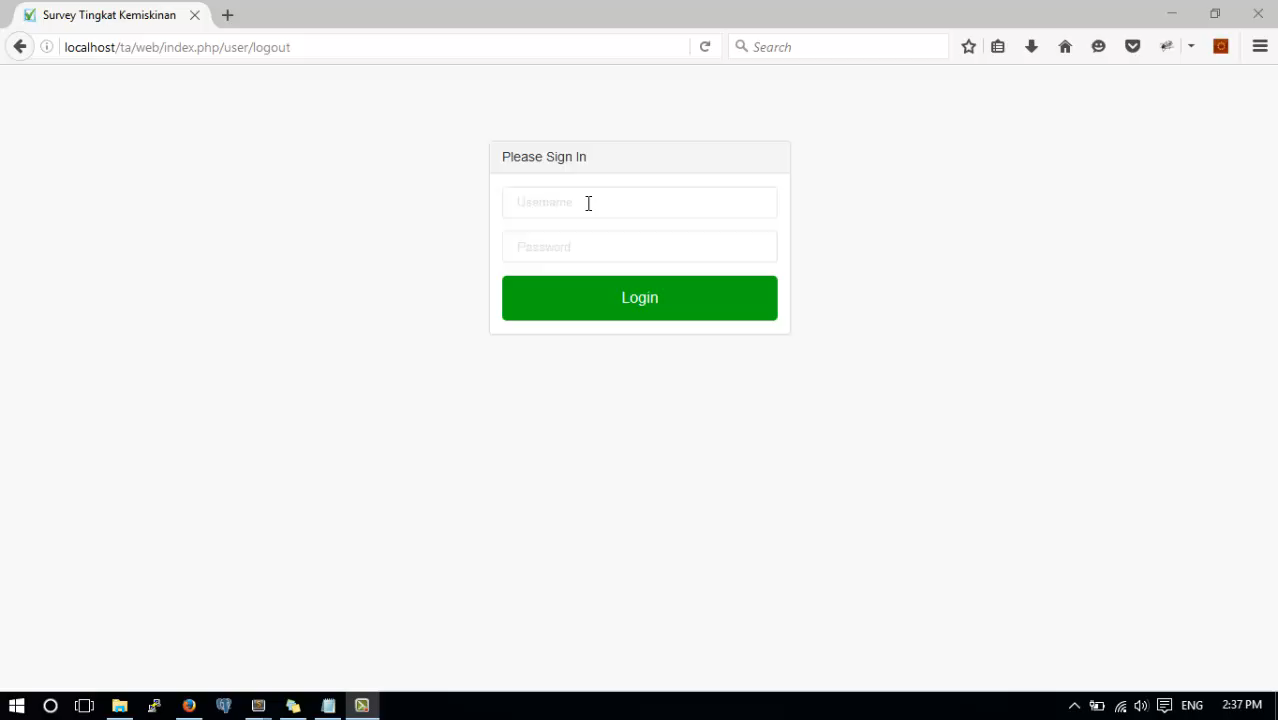 Survey Tingkat Kemiskinan
localhost/ta/web/index.php/user/logout
Search
Please Sign In
Username
Password
Login
ENG
2:37 PM